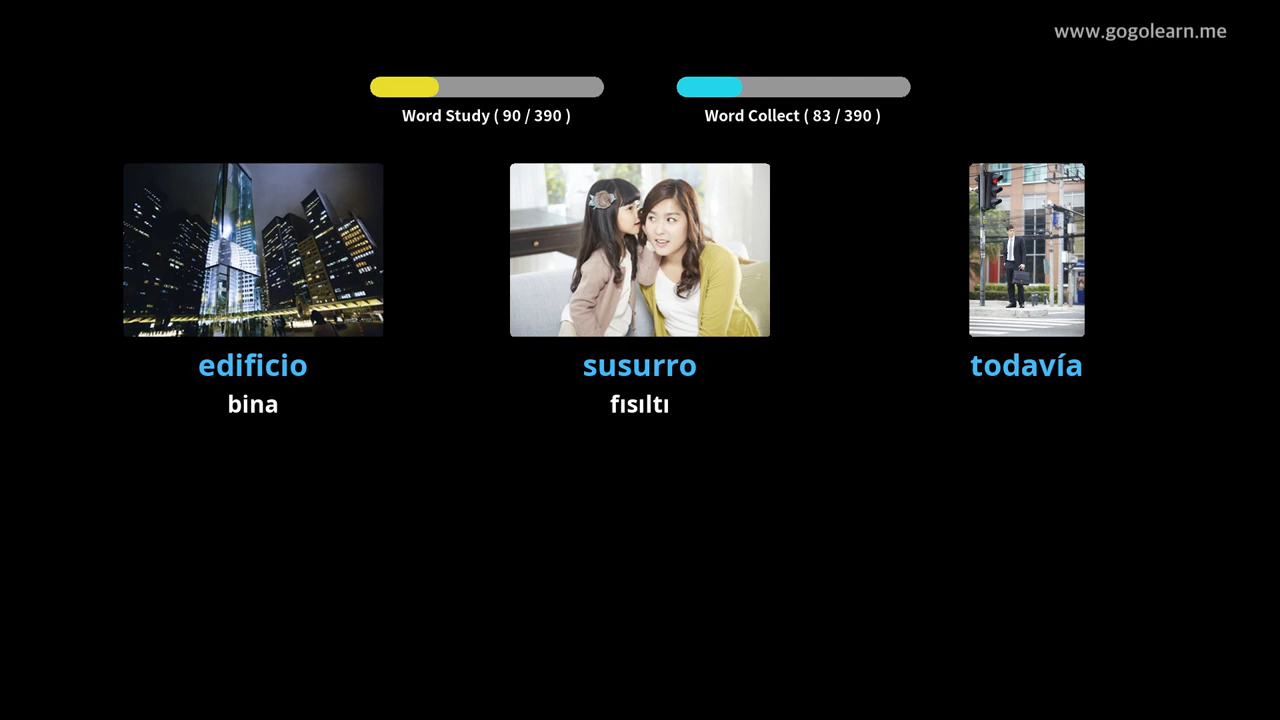 www.gogolearn.me
Word Study ( 90 / 390 )
Word Collect ( 83 / 390 )
edificio
susurro
todavía
bina
fısıltı